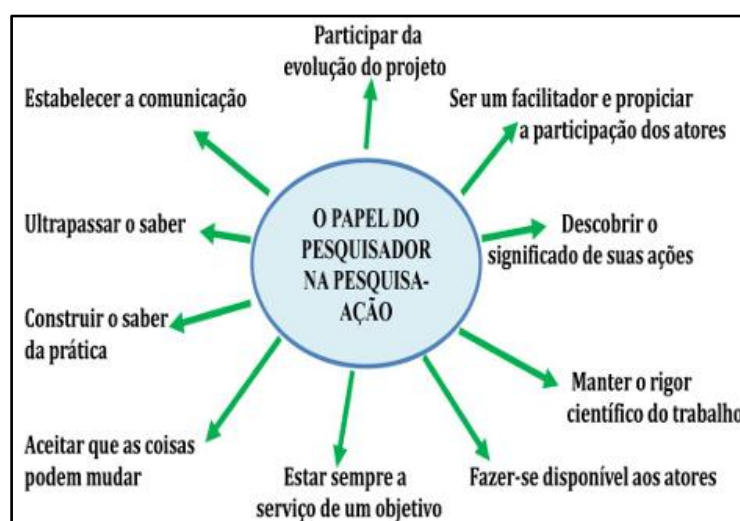 Participar da
evolução do projeto
Estabelecer a comunicação
Ser um facilitador e propiciar
a participação dos atores
Ultrapassar o saber
O PAPEL DO
PESQUISADOR
NA PESQUISA-
AÇÃO
Descobrir o
significado de suas ações
Construir o saber
da prática
Manter o rigor
científico do trabalho
Aceitar que as coisas
podem mudar
Estar sempre a
serviço de um objetivo
Fazer-se disponível aos atores